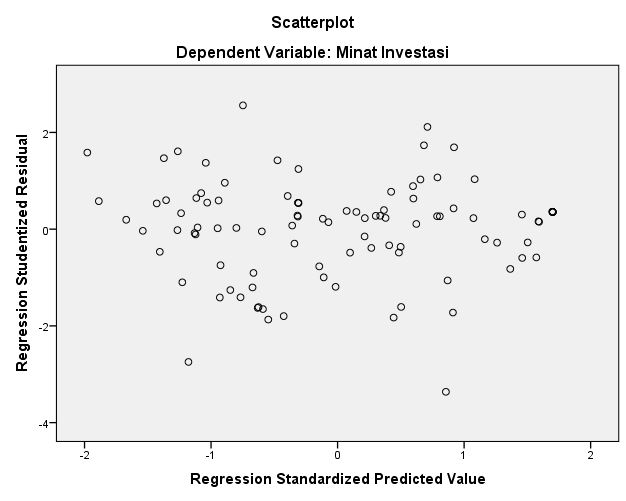 Scatterplot
Dependent Variable: Minat Investasi
Regression Studentized Residual
2
0
-2
-4
-2
-1
0
1
2
Regression Standardized Predicted Value